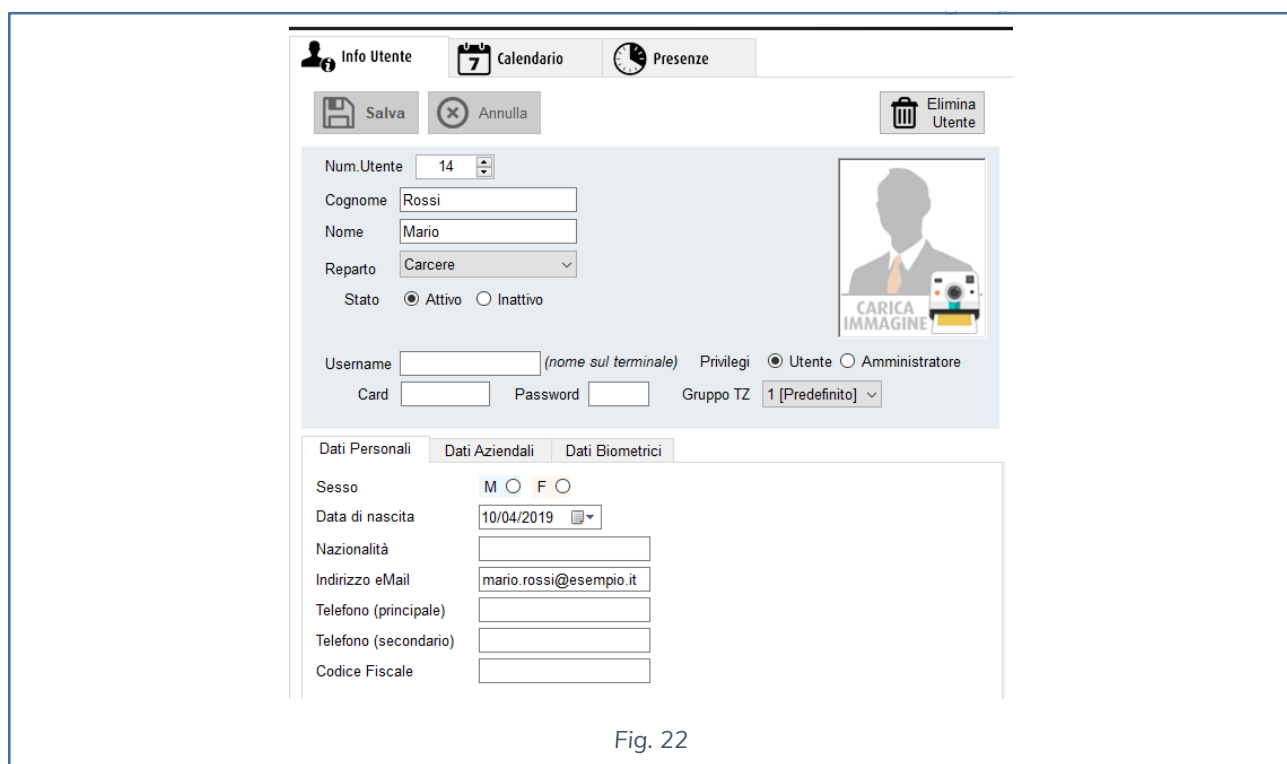 Info Utente
7 Calendario
Presenze
Salva
Annulla
Elimina
Utente
Num.Utente 14
Cognome Rossi
Nome Mario
Reparto Carcere
Stato Attivo Inattivo
CARICA
IMMAGINE
Username (nome sul terminale) Privilegi Utente Amministratore
Card Password Gruppo TZ 1 [Predefinito]
Dati Personali Dati Aziendali Dati Biometrici
Sesso M F
Data di nascita 10/04/2019
Nazionalità
Indirizzo eMail mario.rossi@esempio.it
Telefono (principale)
Telefono (secondario)
Codice Fiscale
Fig. 22